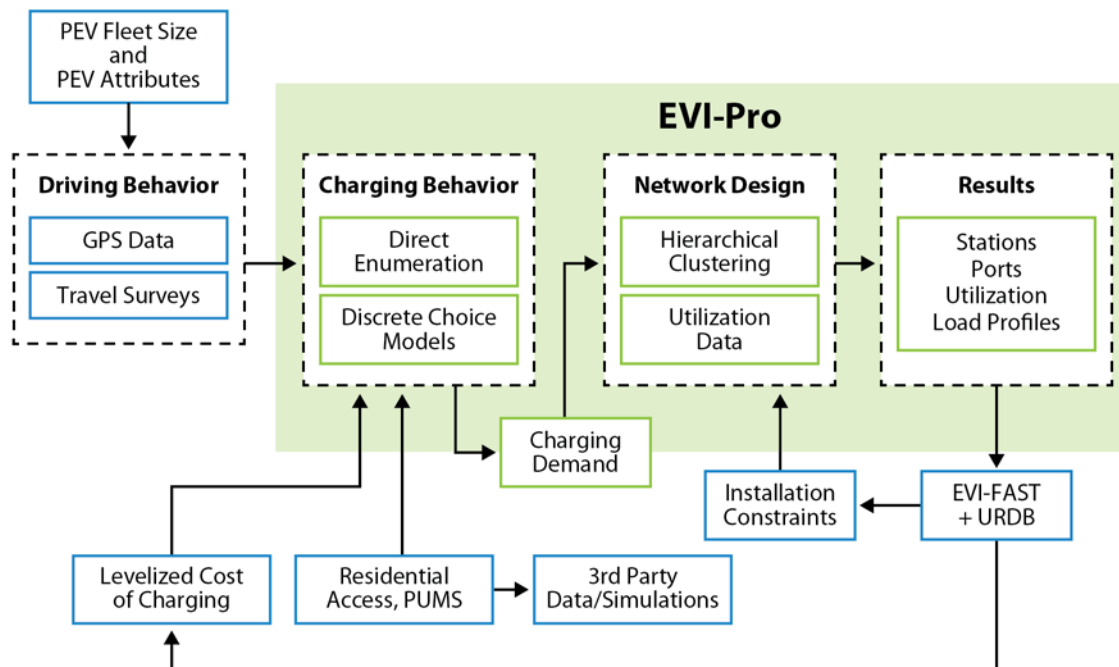 PEV Fleet Size
and
PEV Attributes
EVI-Pro
Driving Behavior
GPS Data
Travel Surveys
Charging Behavior
Direct
Enumeration
Discrete Choice
Models
Network Design
Hierarchical
Clustering
Utilization
Data
Results
Stations
Ports
Utilization
Load Profiles
Charging
Demand
Installation
Constraints
EVI-FAST
+ URDB
Levelized Cost
of Charging
Residential
Access, PUMS
3rd Party
Data/Simulations